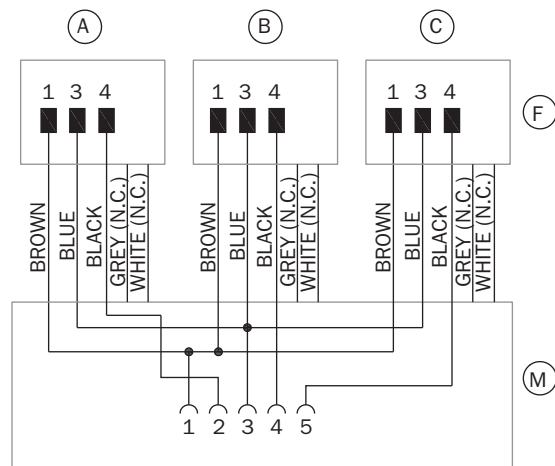 A B C
1 3 4 1 3 4 1 3 4
F
BROWN BLUE BLACK GREY (N.C.) WHITE (N.C.) BROWN BLUE BLACK GREY (N.C.) WHITE (N.C.) BROWN BLUE BLACK GREY (N.C.) WHITE (N.C.)
M
1 2 3 4 5